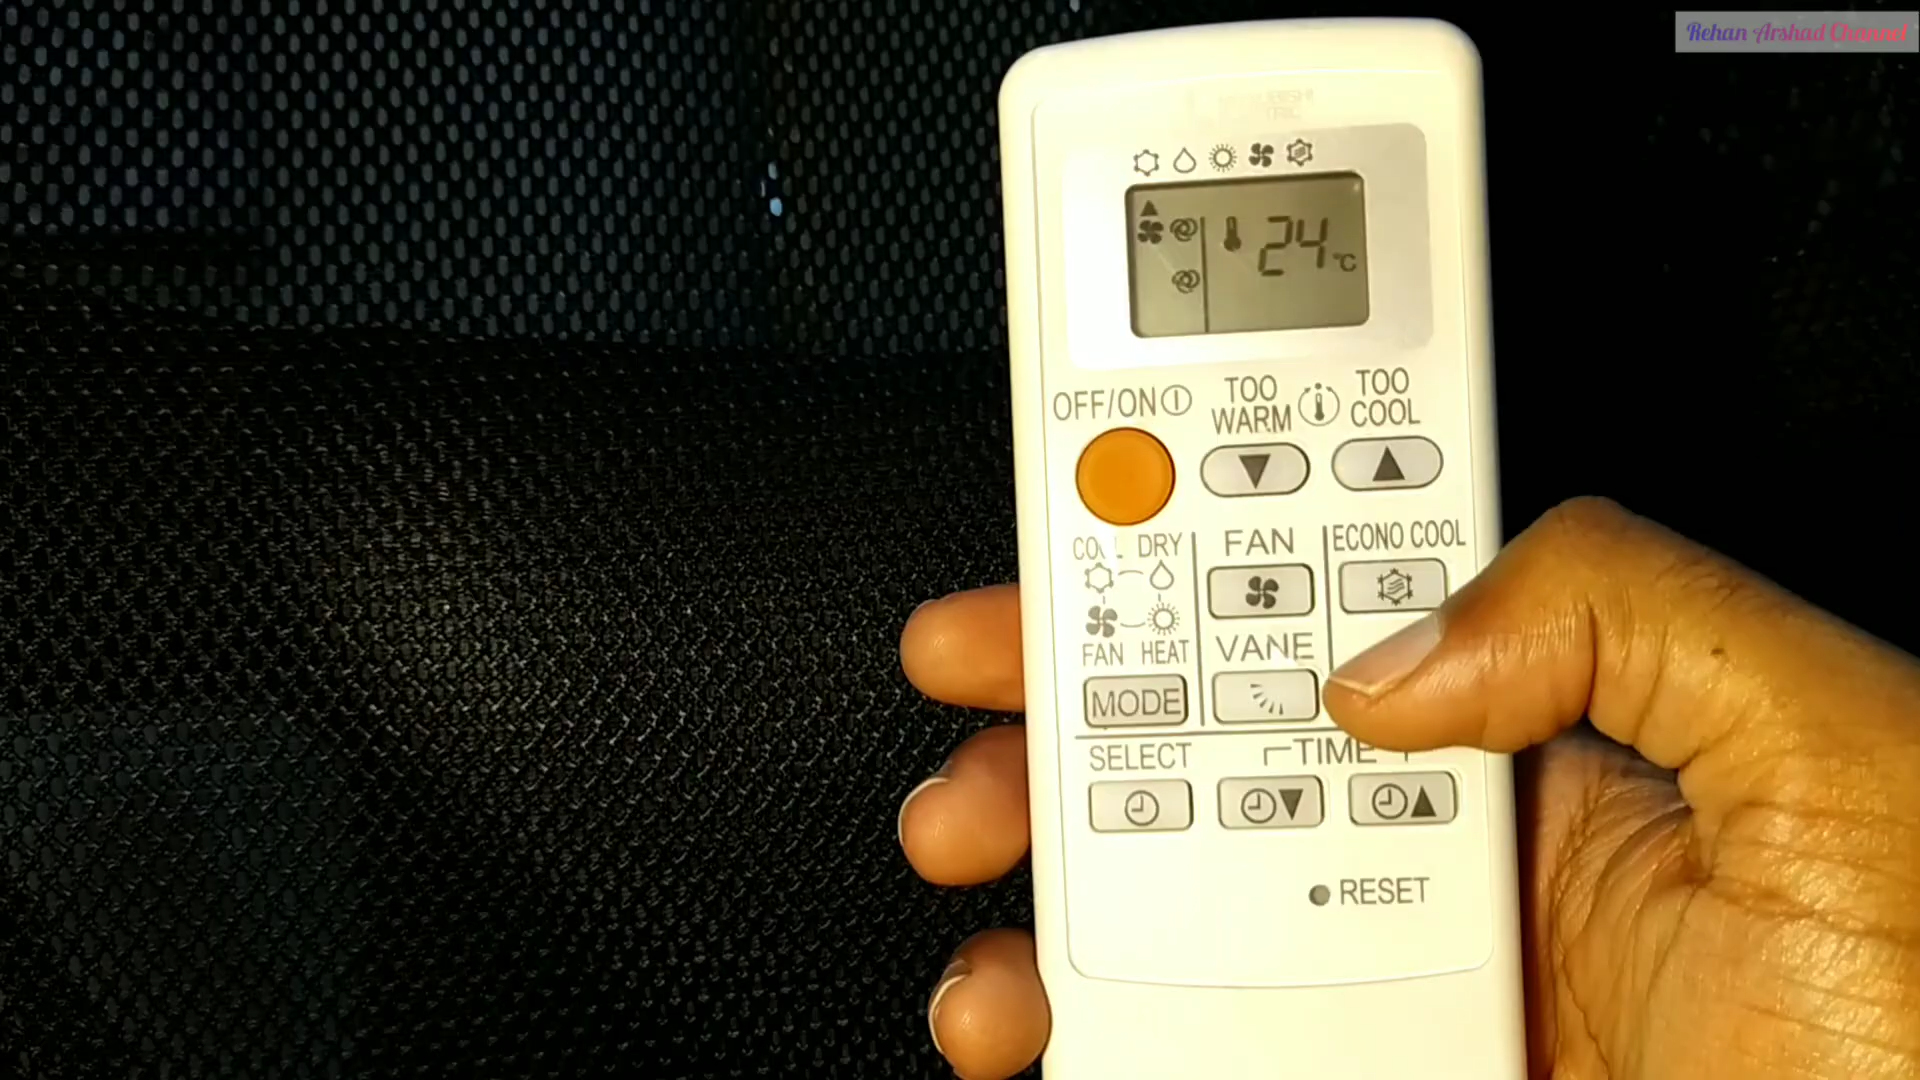 Rehan Arshad Channel
24°C
OFF/ON
TOO WARM
TOO COOL
COOL DRY
FAN
ECONO COOL
FAN HEAT
VANE
MODE
SELECT
TIME
RESET